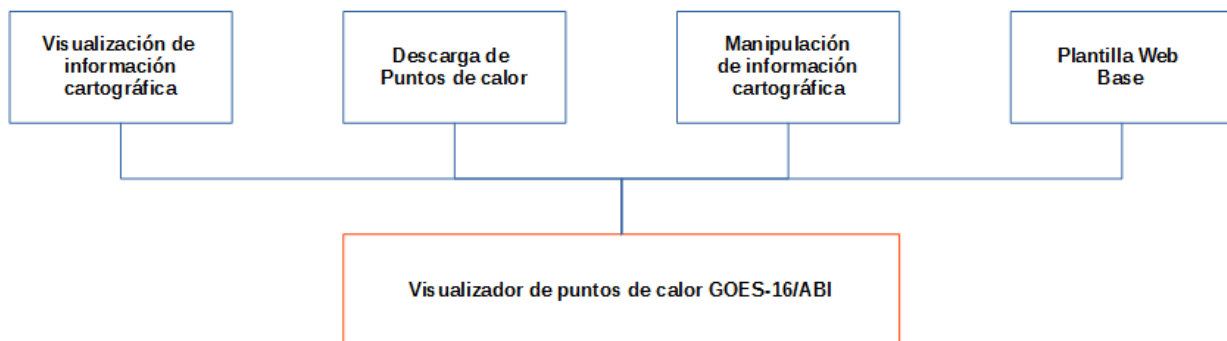 Visualización de
información
cartográfica
Descarga de
Puntos de calor
Manipulación
de información
cartográfica
Plantilla Web
Base
Visualizador de puntos de calor GOES-16/ABI